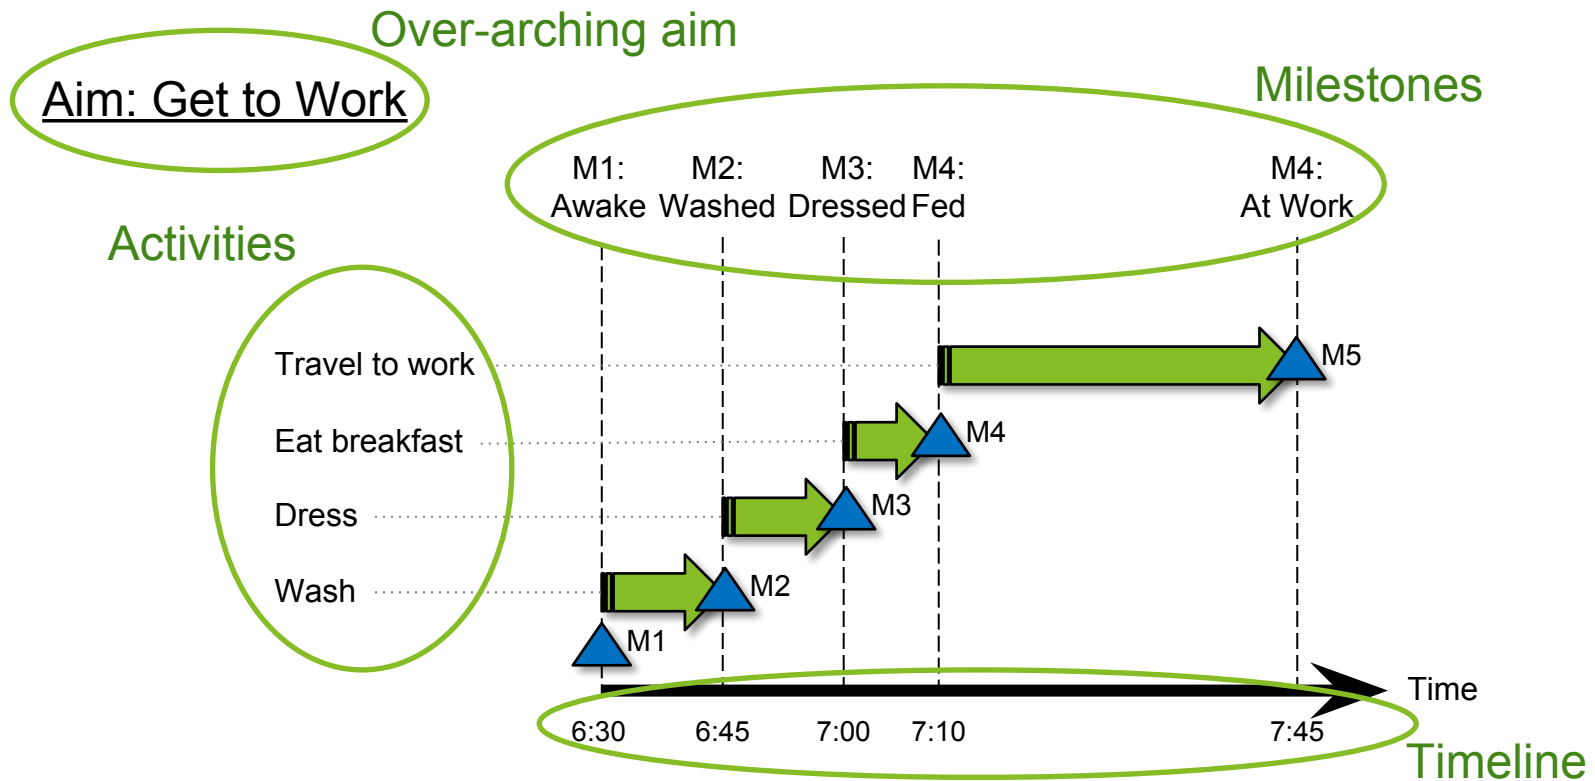 Over-arching aim
Aim: Get to Work
Milestones
M1: M2: M3: M4: M4:
Awake Washed Dressed Fed At Work
Activities
Travel to work
M5
Eat breakfast
M4
Dress
M3
Wash
M2
M1
Time
6:30 6:45 7:00 7:10 7:45
Timeline